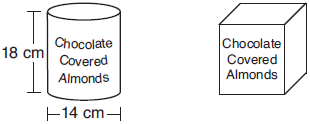 18 cm
Chocolate
Covered
Almonds
14 cm
Chocolate
Covered
Almonds